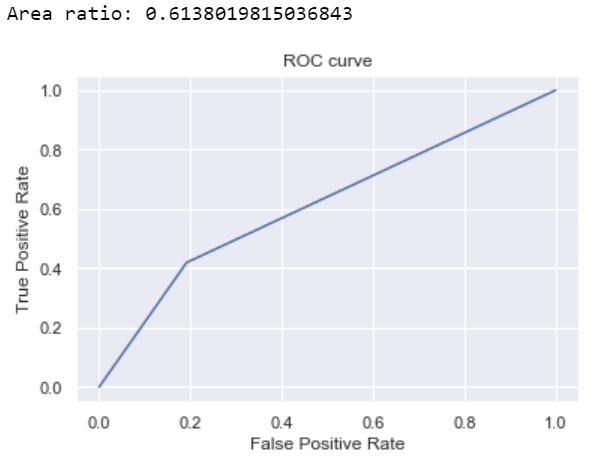 Area ratio: 0.6138019815036843
ROC curve
1.0
0.8
0.6
0.4
0.2
0.0
True Positive Rate
0.0 0.2 0.4 0.6 0.8 1.0
False Positive Rate